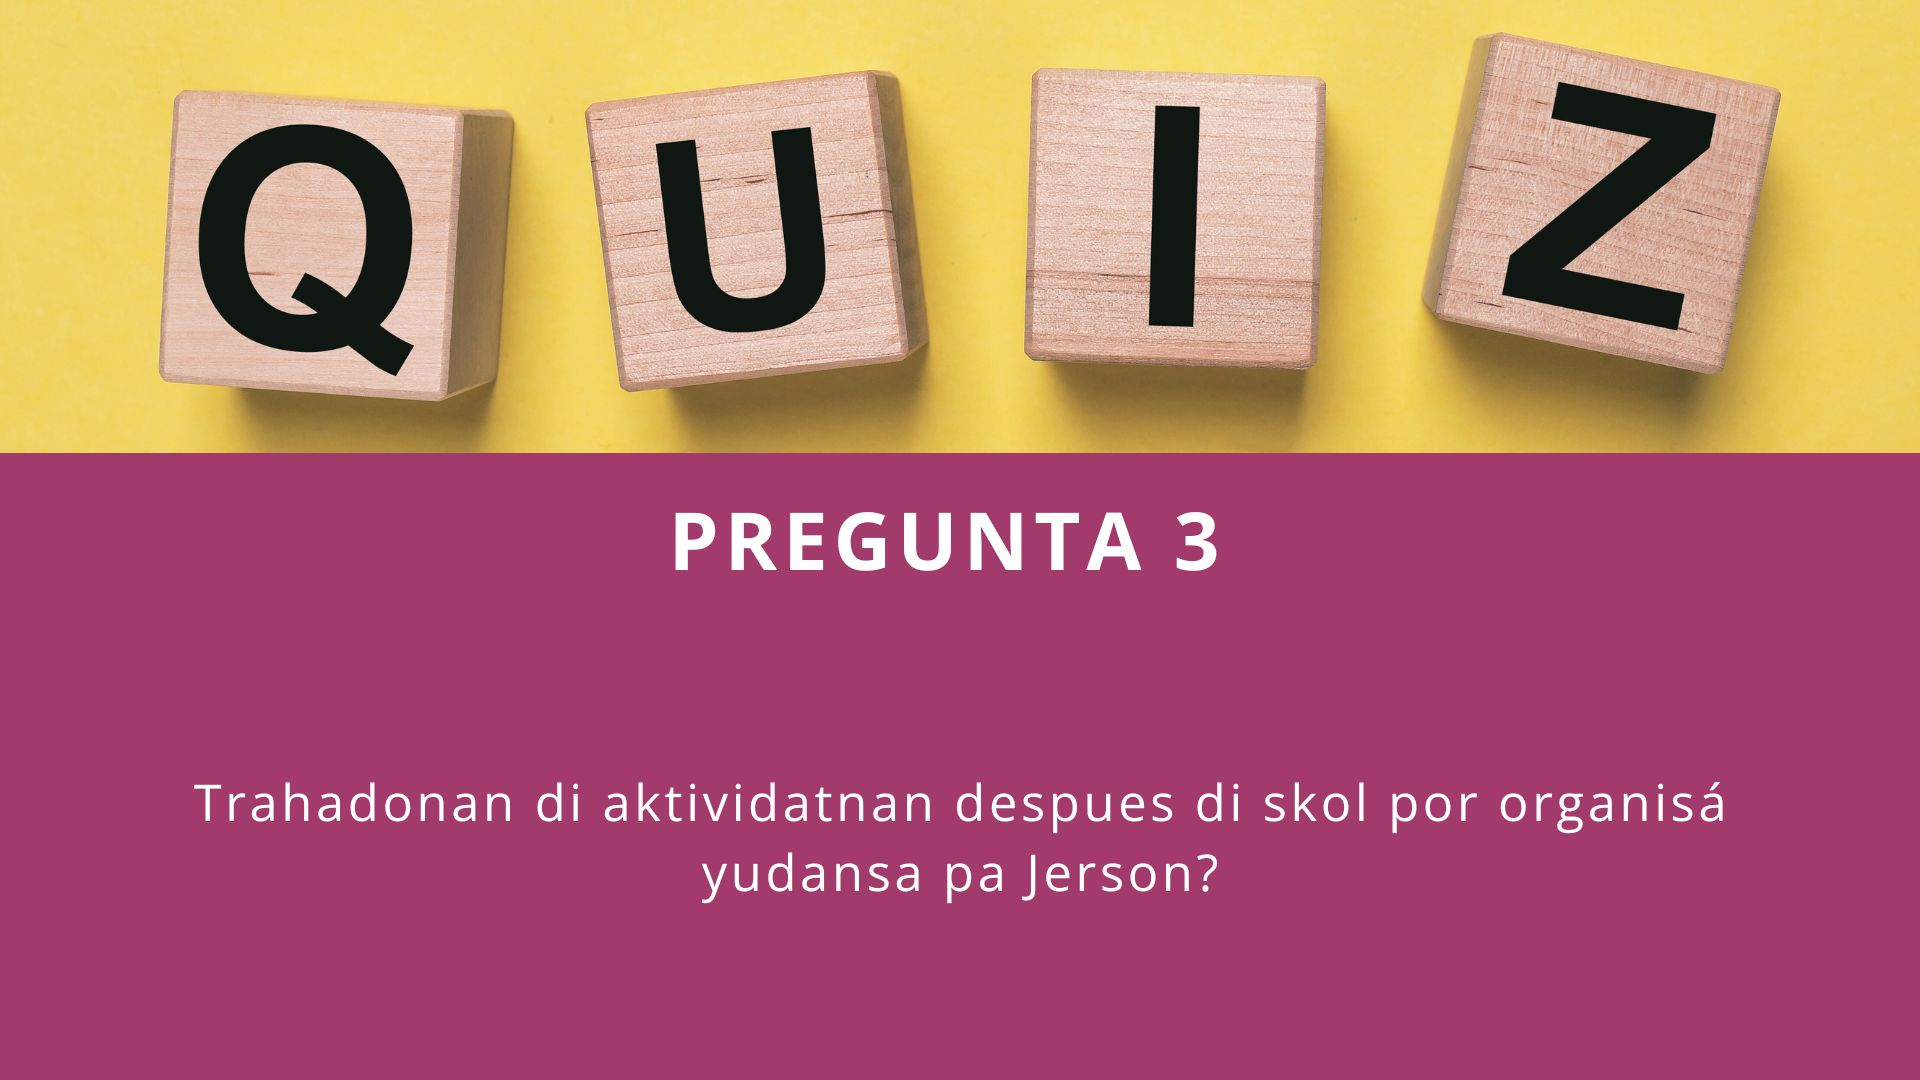 QUIZ
PREGUNTA 3
Trahadonan di aktividatnan despues di skol por organisá
yudansa pa Jerson?